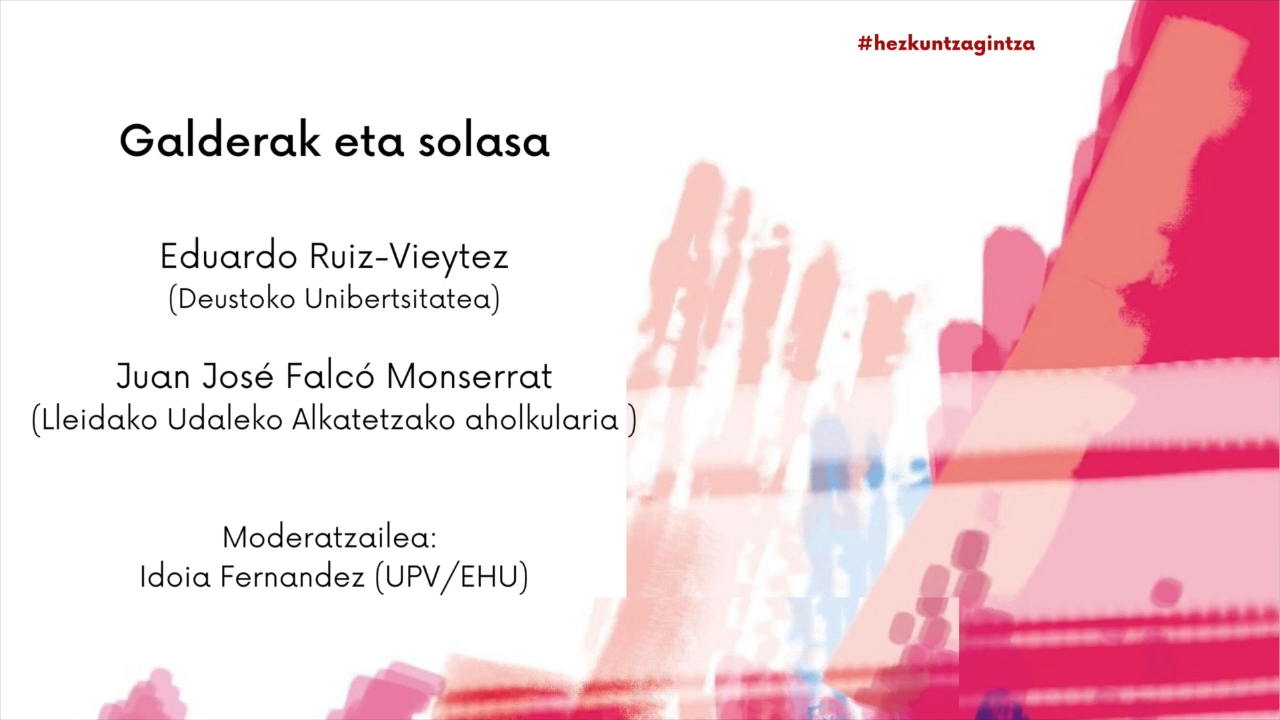 #hezkuntzagintza
Galderak eta solasa
Eduardo Ruiz-Vieytez
(Deustoko Unibertsitatea)
Juan José Falcó Monserrat
(Lleidako Udaleko Alkatetzako aholkularia )
Moderatzailea:
Idoia Fernandez (UPV/EHU)